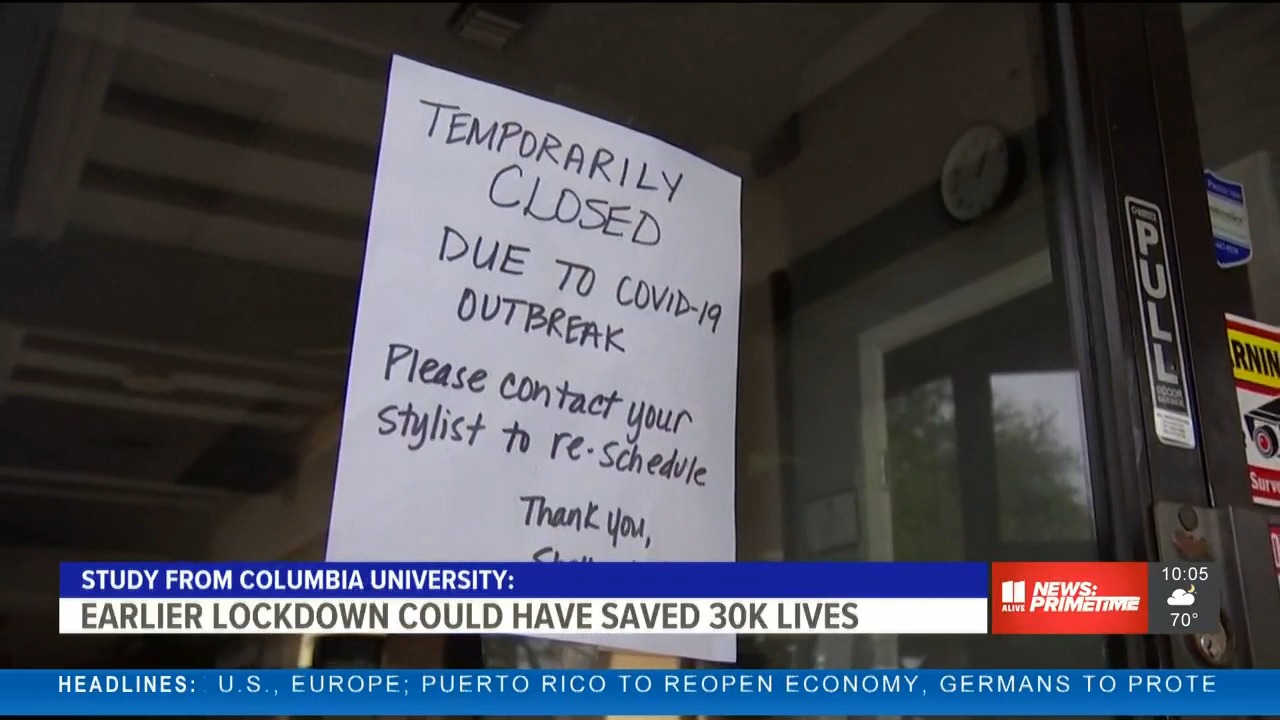 TEMPORARILY
CLOSED
DUE TO COVID-19
OUTBREAK
Please contact your
stylist to re-schedule
Thank you,
PULL
STUDY FROM COLUMBIA UNIVERSITY:
EARLIER LOCKDOWN COULD HAVE SAVED 30K LIVES
11
ALIVE
NEWS:
PRIMETIME
10:05
70°
HEADLINES: U.S., EUROPE; PUERTO RICO TO REOPEN ECONOMY, GERMANS TO PROTE